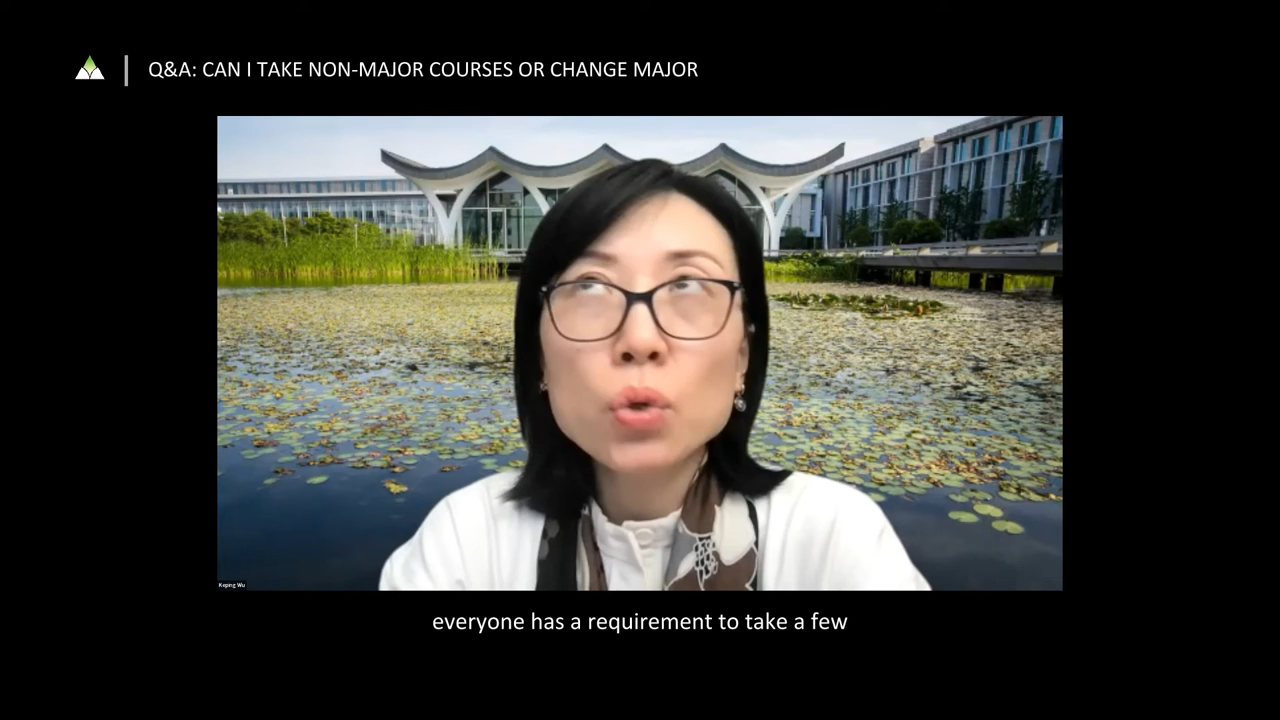 Q&A: CAN I TAKE NON-MAJOR COURSES OR CHANGE MAJOR
Keping Wu
everyone has a requirement to take a few